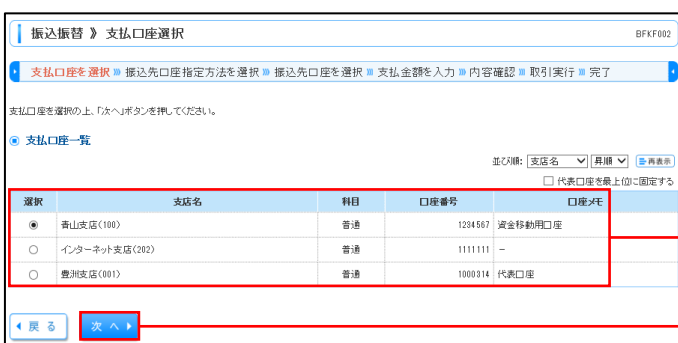 振込振替 》 支払口座選択 BFKF002
支払口座を選択 》 振込先口座指定方法を選択 》 振込先口座を選択 》 支払金額を入力 》 内容確認 》 取引実行 》 完了
支払口座を選択の上、「次へ」ボタンを押してください。
支払口座一覧
並び順： 支店名 昇順 再表示
代表口座を最上位に固定する
選択 支店名 科目 口座番号 口座メモ
青山支店(100) 普通 1234567 資金移動用口座
インターネット支店(202) 普通 1111111 －
豊洲支店(001) 普通 1000314 代表口座
戻 る 次 へ